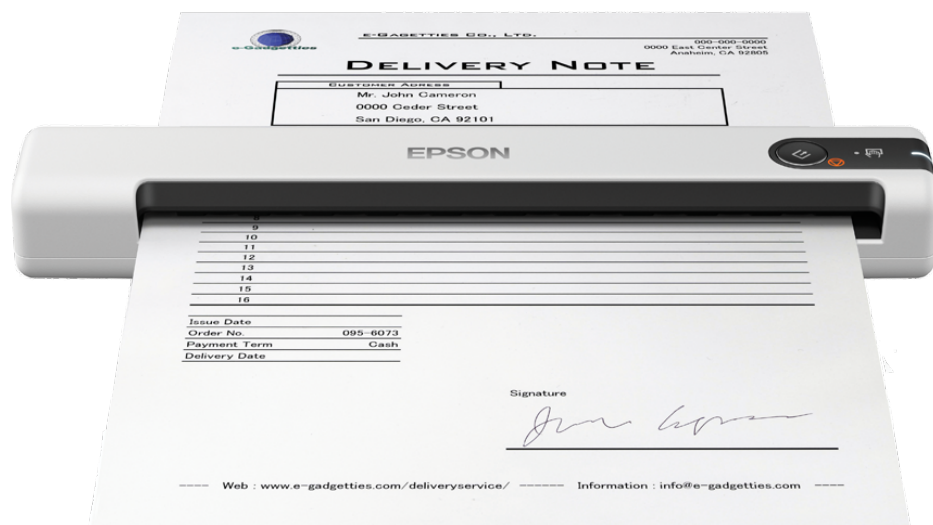 e-Gadgetties
E-GAGETTIES CO., LTD.
000-000-0000
0000 East Center Street
Anaheim, CA 92805
DELIVERY NOTE
CUSTOMER ADRESS
Mr. John Cameron
0000 Ceder Street
San Diego, CA 92101
EPSON
8
9
10
11
12
13
14
15
16
Issue Date
Order No. 095-6073
Payment Term Cash
Delivery Date
Signature
Web : www.e-gadgetties.com/deliveryservice/ Information : info@e-gadgetties.com